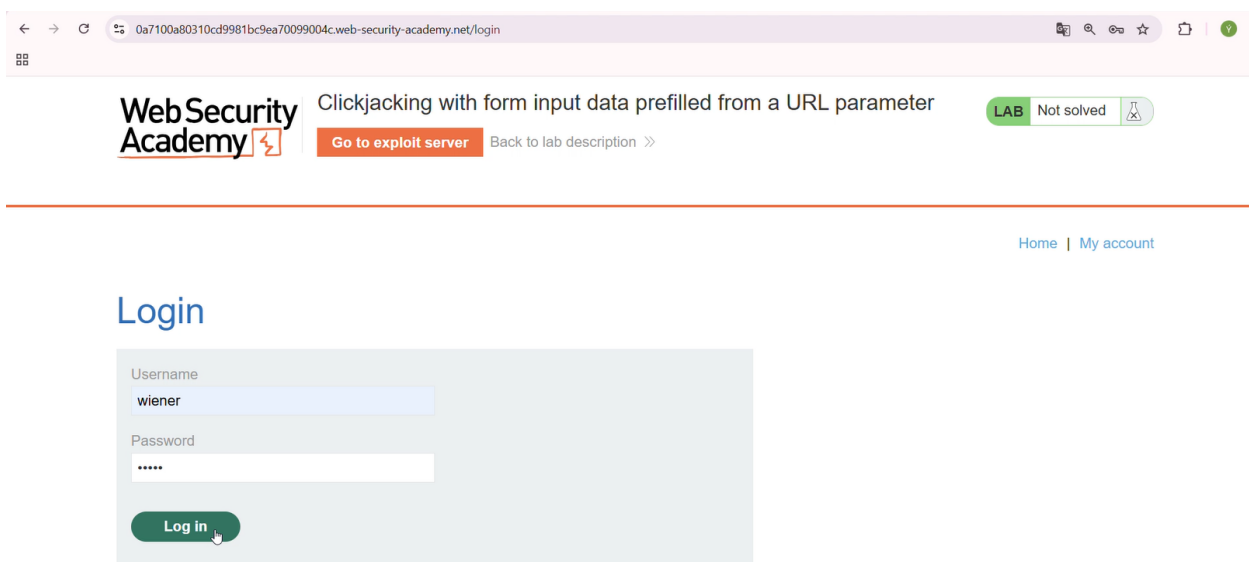 0a7100a80310cd9981bc9ea70099004c.web-security-academy.net/login
Web Security
Academy
Clickjacking with form input data prefilled from a URL parameter
Go to exploit server
Back to lab description
LAB
Not solved
Home | My account
Login
Username
wiener
Password
•••••
Log in